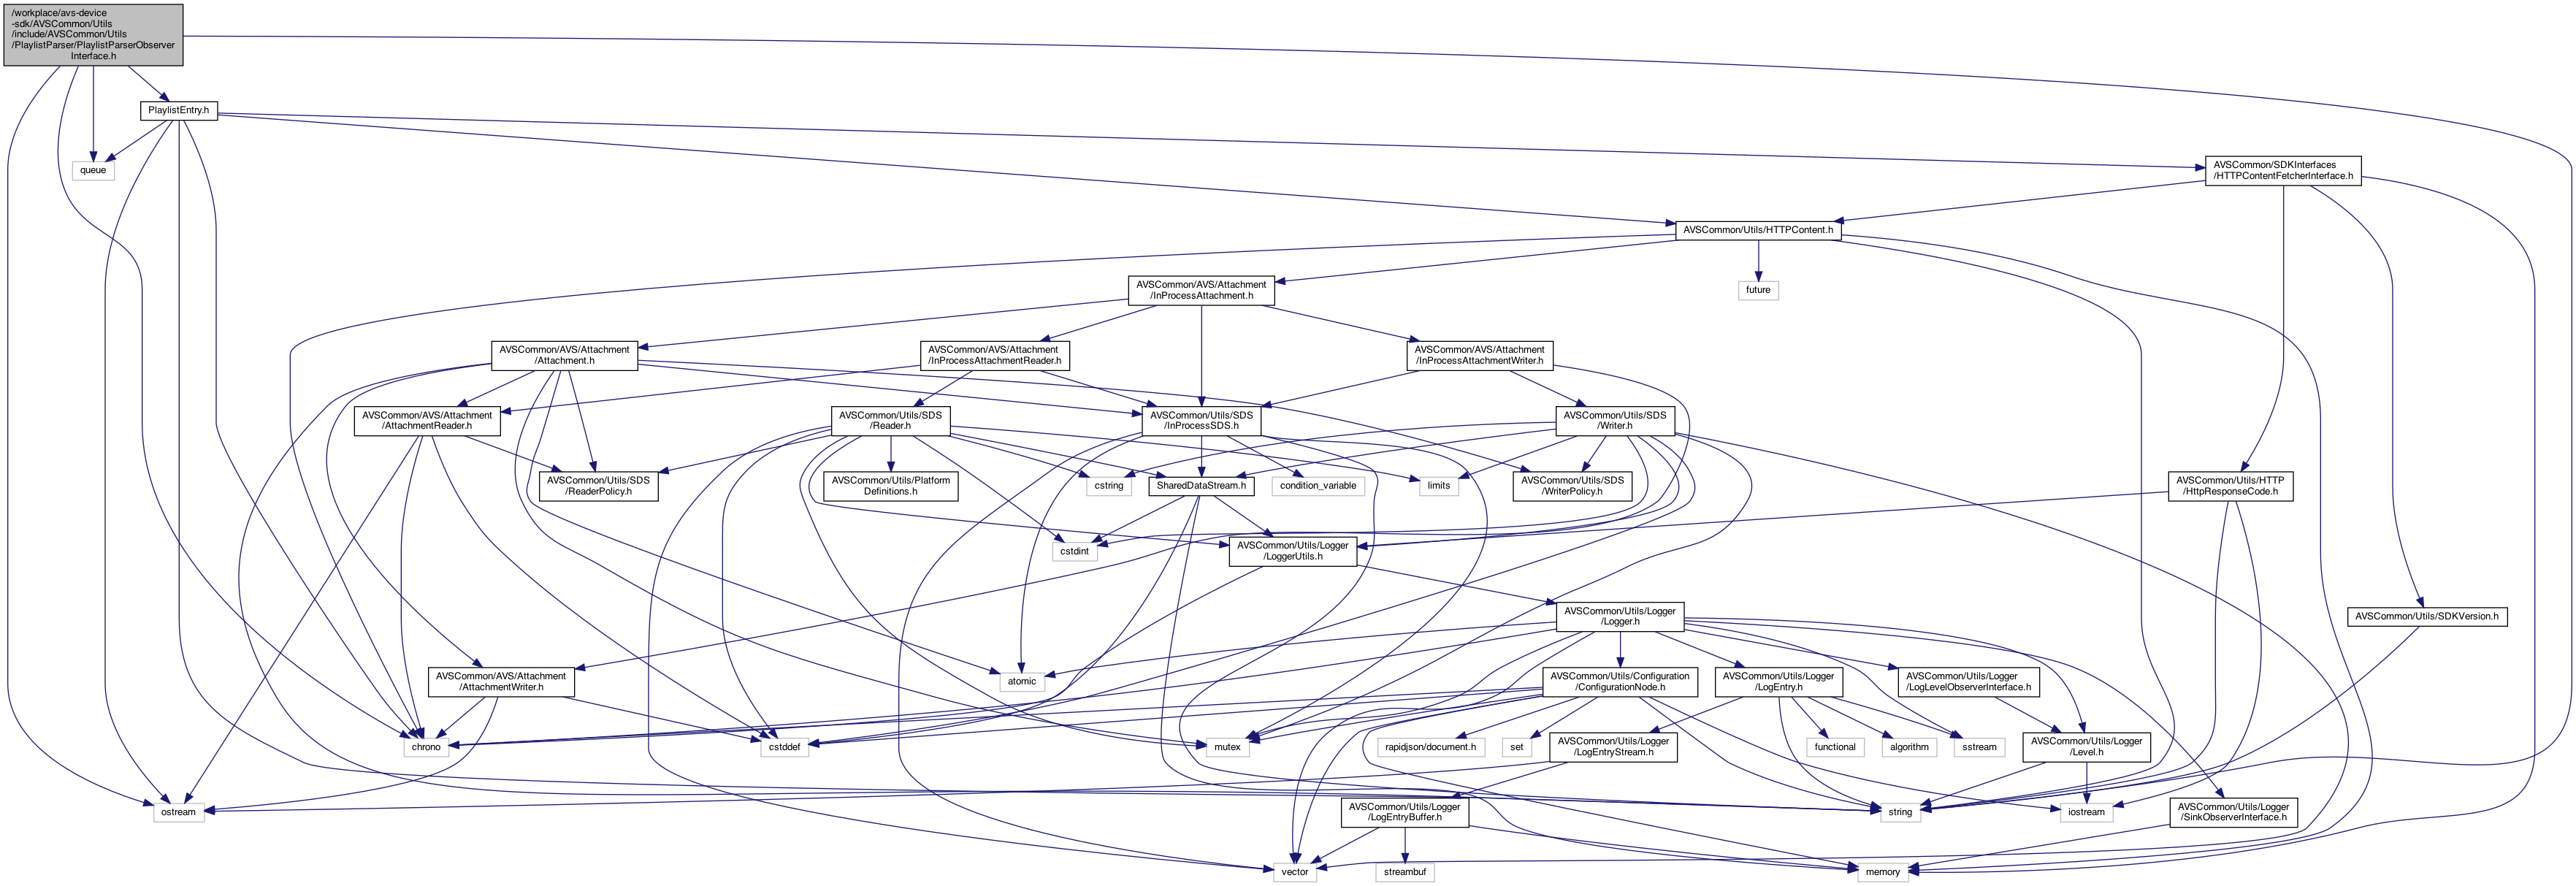 /workplace/avs-device
-sdk/AVSCommon/Utils
/include/AVSCommon/Utils
/PlaylistParser/PlaylistParserObserver
Interface.h
PlaylistEntry.h
queue
AVSCommon/SDKInterfaces
/HTTPContentFetcherInterface.h
AVSCommon/Utils/HTTPContent.h
AVSCommon/AVS/Attachment
/InProcessAttachment.h
future
AVSCommon/AVS/Attachment
/Attachment.h
AVSCommon/AVS/Attachment
/InProcessAttachmentReader.h
AVSCommon/AVS/Attachment
/InProcessAttachmentWriter.h
AVSCommon/AVS/Attachment
/AttachmentReader.h
AVSCommon/Utils/SDS
/Reader.h
AVSCommon/Utils/SDS
/InProcessSDS.h
AVSCommon/Utils/SDS
/Writer.h
AVSCommon/Utils/SDS
/ReaderPolicy.h
AVSCommon/Utils/Platform
Definitions.h
cstring
SharedDataStream.h
condition_variable
limits
AVSCommon/Utils/SDS
/WriterPolicy.h
AVSCommon/Utils/HTTP
/HttpResponseCode.h
cstdint
AVSCommon/Utils/Logger
/LoggerUtils.h
AVSCommon/Utils/Logger
/Logger.h
AVSCommon/Utils/SDKVersion.h
AVSCommon/AVS/Attachment
/AttachmentWriter.h
atomic
AVSCommon/Utils/Configuration
/ConfigurationNode.h
AVSCommon/Utils/Logger
/LogEntry.h
AVSCommon/Utils/Logger
/LogLevelObserverInterface.h
chrono
cstddef
mutex
rapidjson/document.h
set
AVSCommon/Utils/Logger
/LogEntryStream.h
functional
algorithm
sstream
AVSCommon/Utils/Logger
/Level.h
ostream
AVSCommon/Utils/Logger
/LogEntryBuffer.h
string
iostream
AVSCommon/Utils/Logger
/SinkObserverInterface.h
vector
streambuf
memory